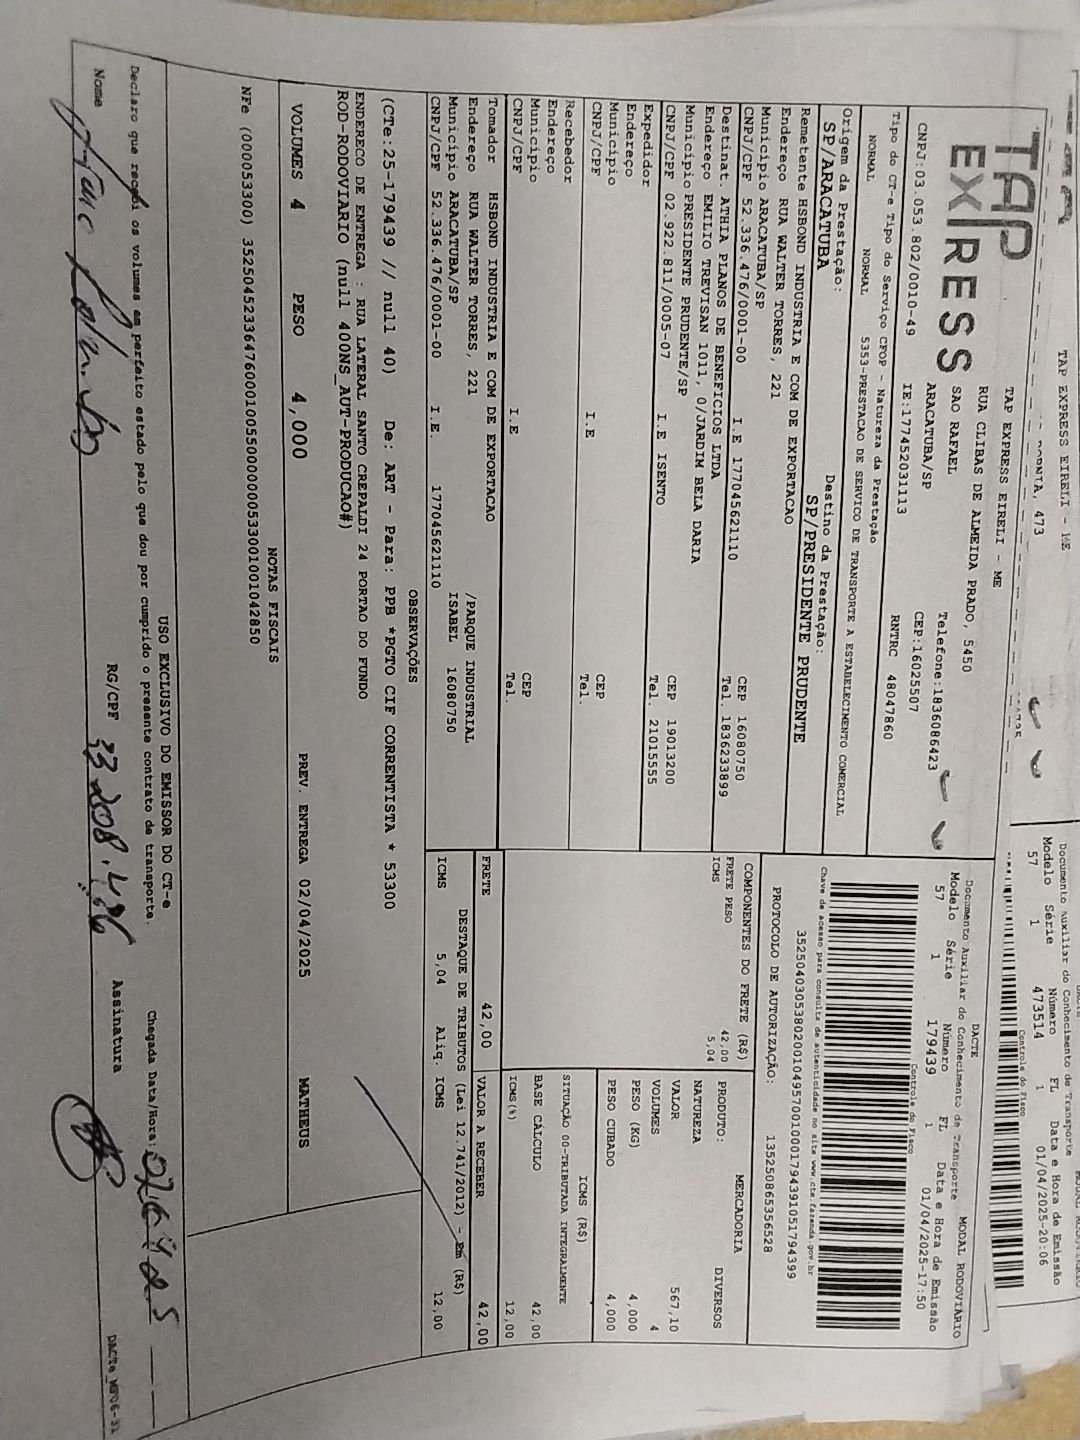 TAP EXPRESS EIRELI - ME
473
Documento Auxiliar do Conhecimento de Transporte
Modelo Série Número FL Data e Hora de Emissão
57 1 473514 1 01/04/2025-20:06
Controle do Fisco
TAP
EXPRESS
TAP EXPRESS EIRELI - ME
RUA CLIBAS DE ALMEIDA PRADO, 5450
SAO RAFAEL
ARACATUBA/SP
Telefone:1836086423
CEP:16025507
CNPJ:03.053.802/0010-49 IE:177452031113
RNTRC 48047860
DACTE
Documento Auxiliar do Conhecimento de Transporte MODAL RODOVIÁRIO
Modelo Série Número FL Data e Hora de Emissão
57 1 179439 1 01/04/2025-17:50
Controle do Fisco
Tipo do CT-e Tipo do Serviço CFOP - Natureza da Prestação
NORMAL NORMAL 5353-PRESTACAO DE SERVICO DE TRANSPORTE A ESTABELECIMENTO COMERCIAL
Chave de acesso para consulta de autenticidade no site www.cte.fazenda.gov.br
35250403053802001049570010001794391051794399
PROTOCOLO DE AUTORIZAÇÃO: 135250865356528
Origem da Prestação: Destino da Prestação:
SP/ARACATUBA SP/PRESIDENTE PRUDENTE
Remetente HSBOND INDUSTRIA E COM DE EXPORTACAO
Endereço RUA WALTER TORRES, 221
Município ARACATUBA/SP CEP 16080750
CNPJ/CPF 52.336.476/0001-00 I.E 177045621110 Tel. 1836233899
Destinat. ATHIA PLANOS DE BENEFICIOS LTDA
Endereço EMILIO TREVISAN 1011, 0/JARDIM BELA DARIA
Município PRESIDENTE PRUDENTE/SP CEP 19013200
CNPJ/CPF 02.922.811/0005-07 I.E ISENTO Tel. 21015555
Expedidor
Endereço
Município CEP
CNPJ/CPF I.E Tel.
Recebedor
Endereço
Município CEP
CNPJ/CPF I.E Tel.
Tomador HSBOND INDUSTRIA E COM DE EXPORTACAO
Endereço RUA WALTER TORRES, 221 /PARQUE INDUSTRIAL
Município ARACATUBA/SP ISABEL 16080750
CNPJ/CPF 52.336.476/0001-00 I.E. 177045621110
COMPONENTES DO FRETE (R$)
FRETE PESO 42,00
ICMS 5,04
PRODUTO: MERCADORIA
NATUREZA DIVERSOS
VALOR 567,10
VOLUMES 4
PESO (KG) 4,000
PESO CUBADO 4,000
ICMS (R$)
SITUAÇÃO 00-TRIBUTADA INTEGRALMENTE
BASE CÁLCULO 42,00
ICMS(%) 12,00
FRETE 42,00 VALOR A RECEBER 42,00
DESTAQUE DE TRIBUTOS (Lei 12.741/2012) - Em (R$)
ICMS 5,04 Aliq. ICMS 12,00
OBSERVAÇÕES
(CTe:25-179439 // null 40) De: ART - Para: PPB *PGTO CIF CORRENTISTA * 53300
ENDERECO DE ENTREGA : RUA LATERAL SANTO CREPALDI 24 PORTAO DO FUNDO
ROD-RODOVIARIO (null 400NS_AUT-PRODUCAO#)
VOLUMES 4 PESO 4,000 PREV. ENTREGA 02/04/2025 MATHEUS
NOTAS FISCAIS
NFe (000053300) 35250452336476000100550000000533001001042850
USO EXCLUSIVO DO EMISSOR DO CT-e
Declaro que recebi os volumes em perfeito estado pelo que dou por cumprido o presente contrato de transporte.
Chegada Data/Hora:
Nome RG/CPF 33 208.486 Assinatura